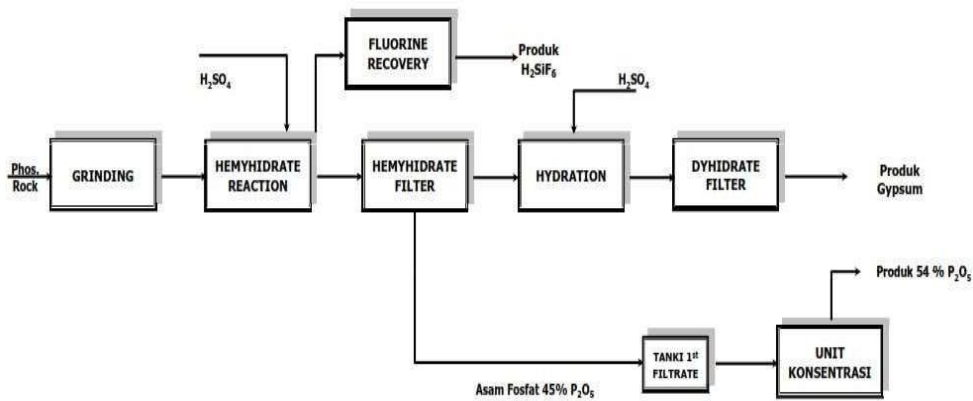 FLUORINE
RECOVERY
Produk
H₂SiF₆
H₂SO₄
H₂SO₄
Phos.
Rock
GRINDING
HEMYHIDRATE
REACTION
HEMYHIDRATE
FILTER
HYDRATION
DYHIDRATE
FILTER
Produk
Gypsum
Produk 54 % P₂O₅
TANKI 1st
FILTRATE
UNIT
KONSENTRASI
Asam Fosfat 45% P₂O₅